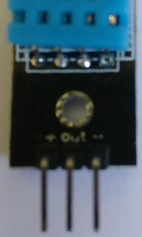 + out -